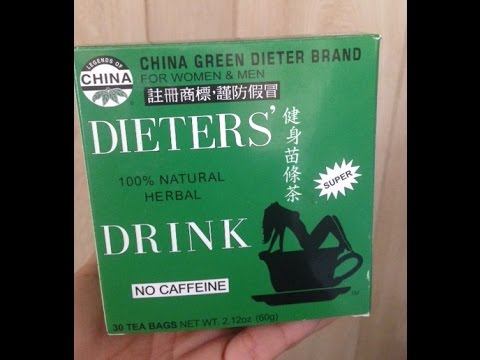 LEGENDS OF
CHINA
®
CHINA GREEN DIETER BRAND
FOR WOMEN & MEN
註冊商標，謹防假冒
DIETERS'
健身苗條茶
100% NATURAL
HERBAL
SUPER
DRINK
NO CAFFEINE
TM
30 TEA BAGS NET WT. 2.12oz (60g)